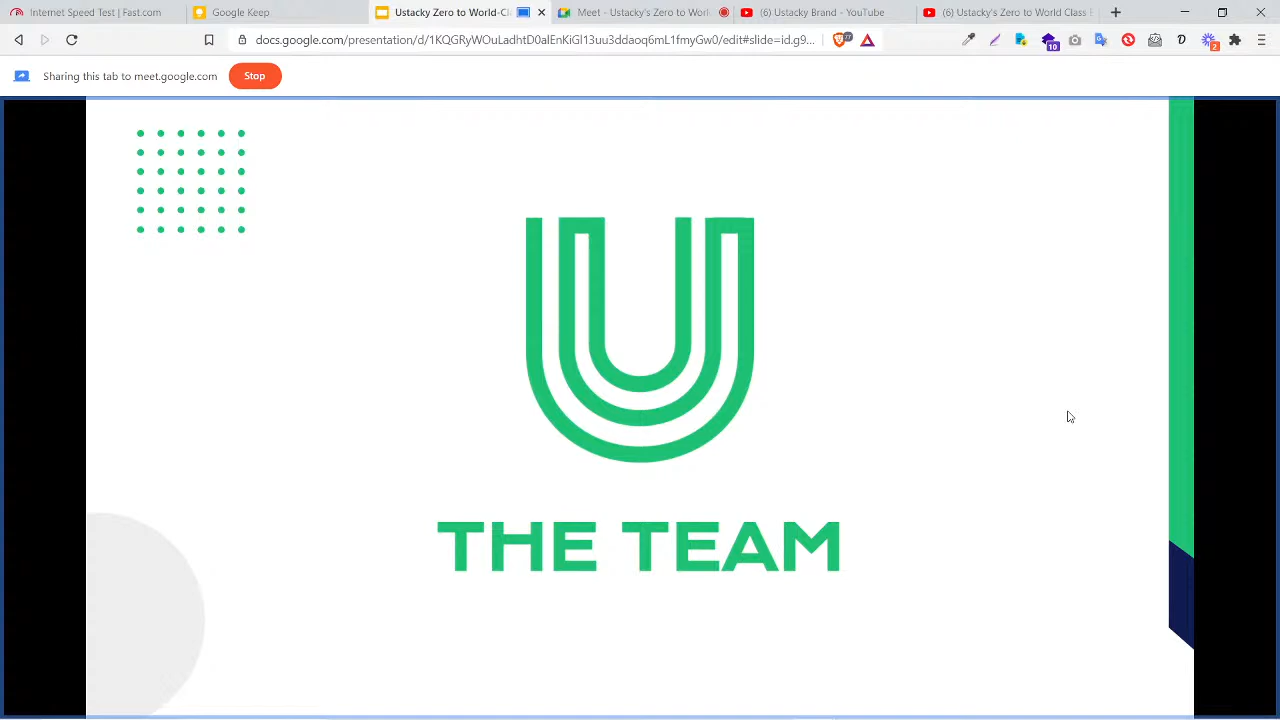 Internet Speed Test | Fast.com
Google Keep
Ustacky Zero to World-Cl
Meet - Ustacky's Zero to Worl
(6) Ustacky Brand - YouTube
(6) Ustacky's Zero to World Class E
docs.google.com/presentation/d/1KQGRyWOuLadhtD0alEnKiGl13uu3ddaoq6mL1fmyGw0/edit#slide=id.g9...
10
2
Sharing this tab to meet.google.com
Stop
U
THE TEAM